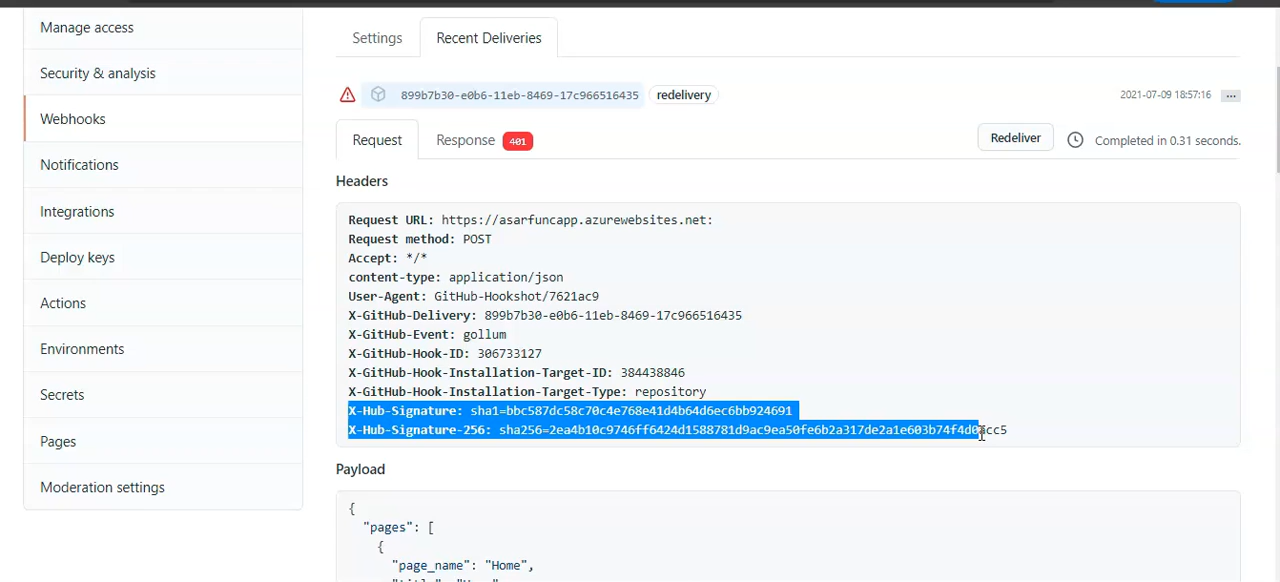 Manage access
Security & analysis
Webhooks
Notifications
Integrations
Deploy keys
Actions
Environments
Secrets
Pages
Moderation settings
Settings
Recent Deliveries
899b7b30-e0b6-11eb-8469-17c966516435
redelivery
2021-07-09 18:57:16
...
Request
Response 401
Redeliver
Completed in 0.31 seconds.
Headers
Request URL: https://asarfuncapp.azurewebsites.net:
Request method: POST
Accept: */*
content-type: application/json
User-Agent: GitHub-Hookshot/7621ac9
X-GitHub-Delivery: 899b7b30-e0b6-11eb-8469-17c966516435
X-GitHub-Event: gollum
X-GitHub-Hook-ID: 306733127
X-GitHub-Hook-Installation-Target-ID: 384438846
X-GitHub-Hook-Installation-Target-Type: repository
X-Hub-Signature: sha1=bbc587dc58c70c4e768e41d4b64d6ec6bb924691
X-Hub-Signature-256:
Payload
{
"pages": [
{
"page_name": "Home",